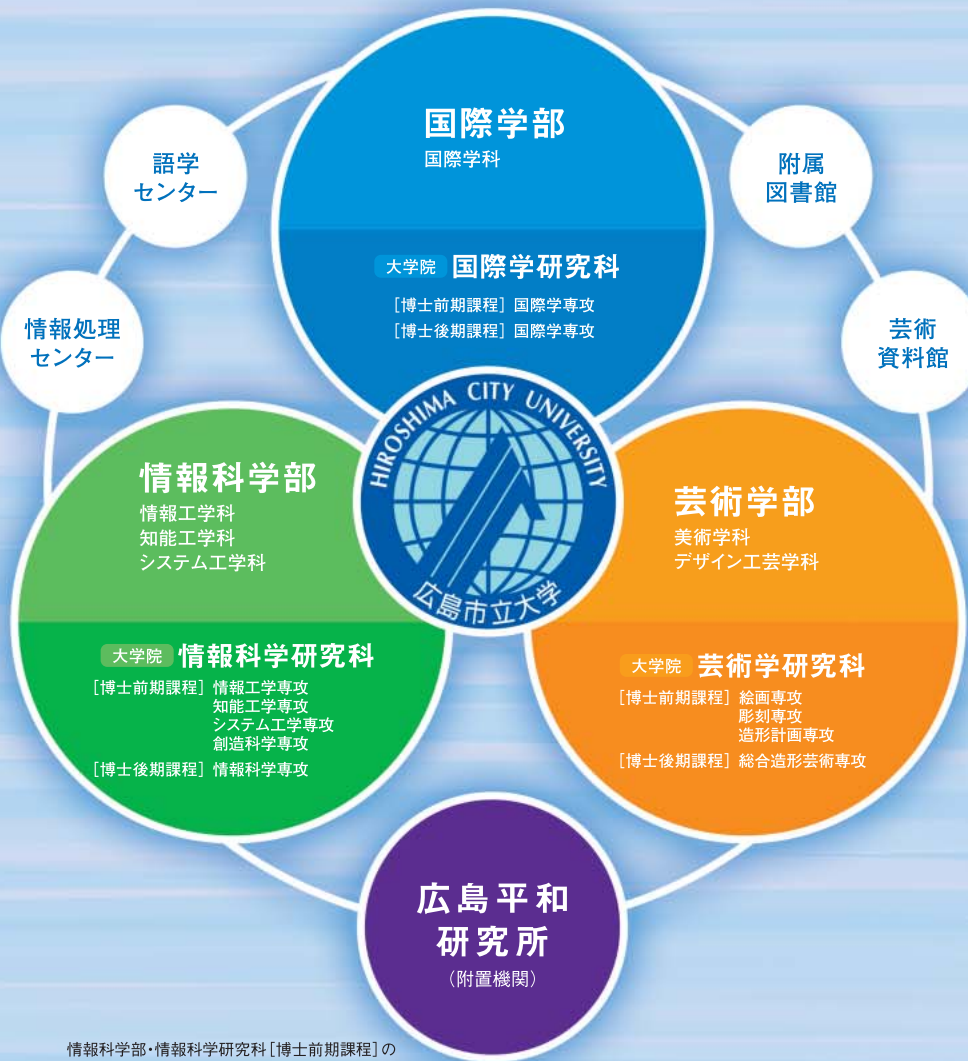 国際学部
国際学科
大学院 国際学研究科
[博士前期課程] 国際学専攻
[博士後期課程] 国際学専攻
語学
センター
附属
図書館
情報処理
センター
芸術
資料館
HIROSHIMA CITY UNIVERSITY
広島市立大学
情報科学部
情報工学科
知能工学科
システム工学科
大学院 情報科学研究科
[博士前期課程] 情報工学専攻
知能工学専攻
システム工学専攻
創造科学専攻
[博士後期課程] 情報科学専攻
芸術学部
美術学科
デザイン工芸学科
大学院 芸術学研究科
[博士前期課程] 絵画専攻
彫刻専攻
造形計画専攻
[博士後期課程] 総合造形芸術専攻
広島平和
研究所
(附置機関)
情報科学部・情報科学研究科[博士前期課程]の